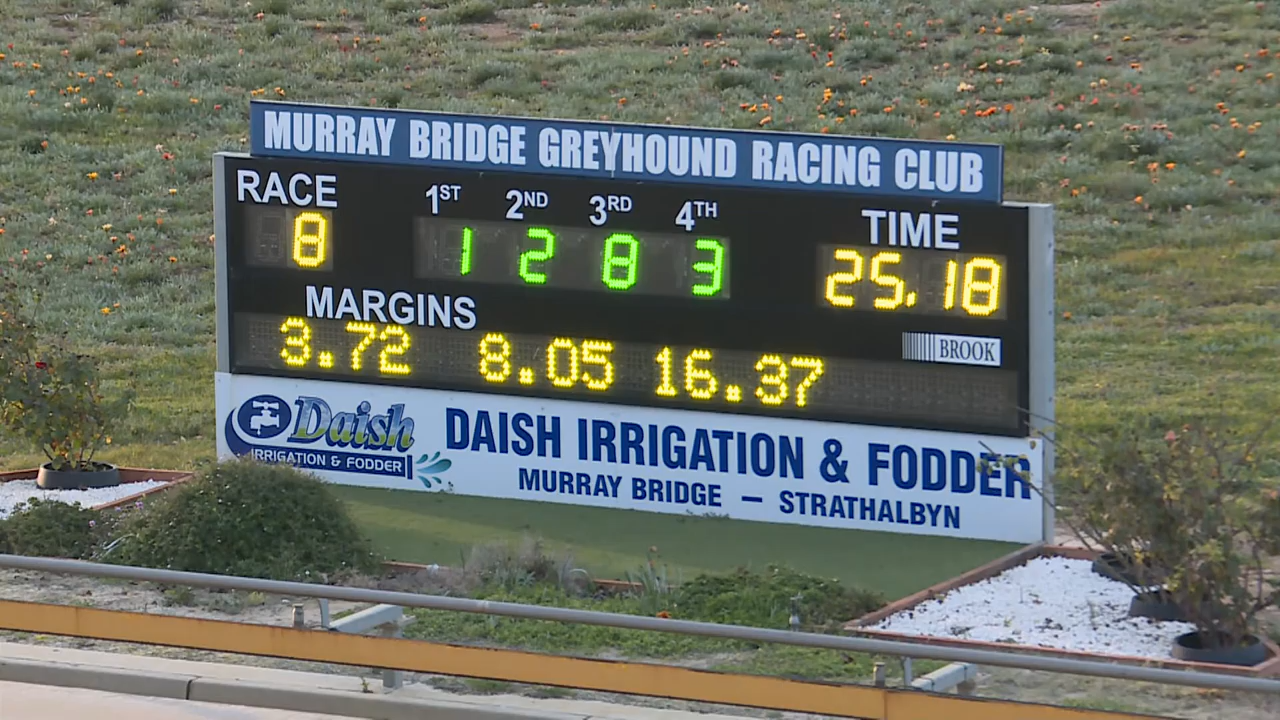 MURRAY BRIDGE GREYHOUND RACING CLUB
RACE 1ST 2ND 3RD 4TH TIME
8 1 2 8 3 25.18
MARGINS
BROOK
3.72 8.05 16.37
Daish
IRRIGATION & FODDER
DAISH IRRIGATION & FODDER
MURRAY BRIDGE — STRATHALBYN